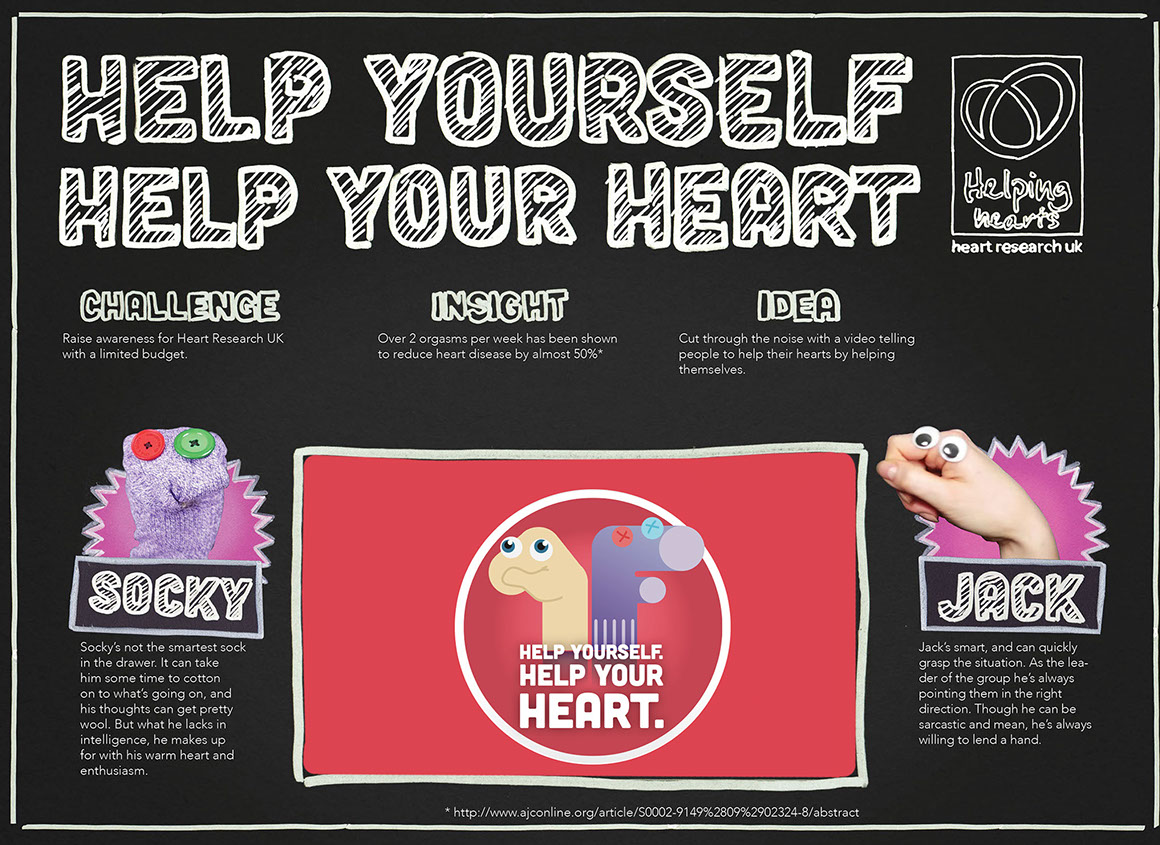 HELP YOURSELF
HELP YOUR HEART
Helping
hearts
heart research uk
CHALLENGE
Raise awareness for Heart Research UK
with a limited budget.
INSIGHT
Over 2 orgasms per week has been shown
to reduce heart disease by almost 50%*
IDEA
Cut through the noise with a video telling
people to help their hearts by helping
themselves.
SOCKY
Socky's not the smartest sock
in the drawer. It can take
him some time to cotton
on to what's going on, and
his thoughts can get pretty
wool. But what he lacks in
intelligence, he makes up
for with his warm heart and
enthusiasm.
HELP YOURSELF.
HELP YOUR
HEART.
JACK
Jack's smart, and can quickly
grasp the situation. As the lea-
der of the group he's always
pointing them in the right
direction. Though he can be
sarcastic and mean, he's always
willing to lend a hand.
* http://www.ajconline.org/article/S0002-9149%2809%2902324-8/abstract